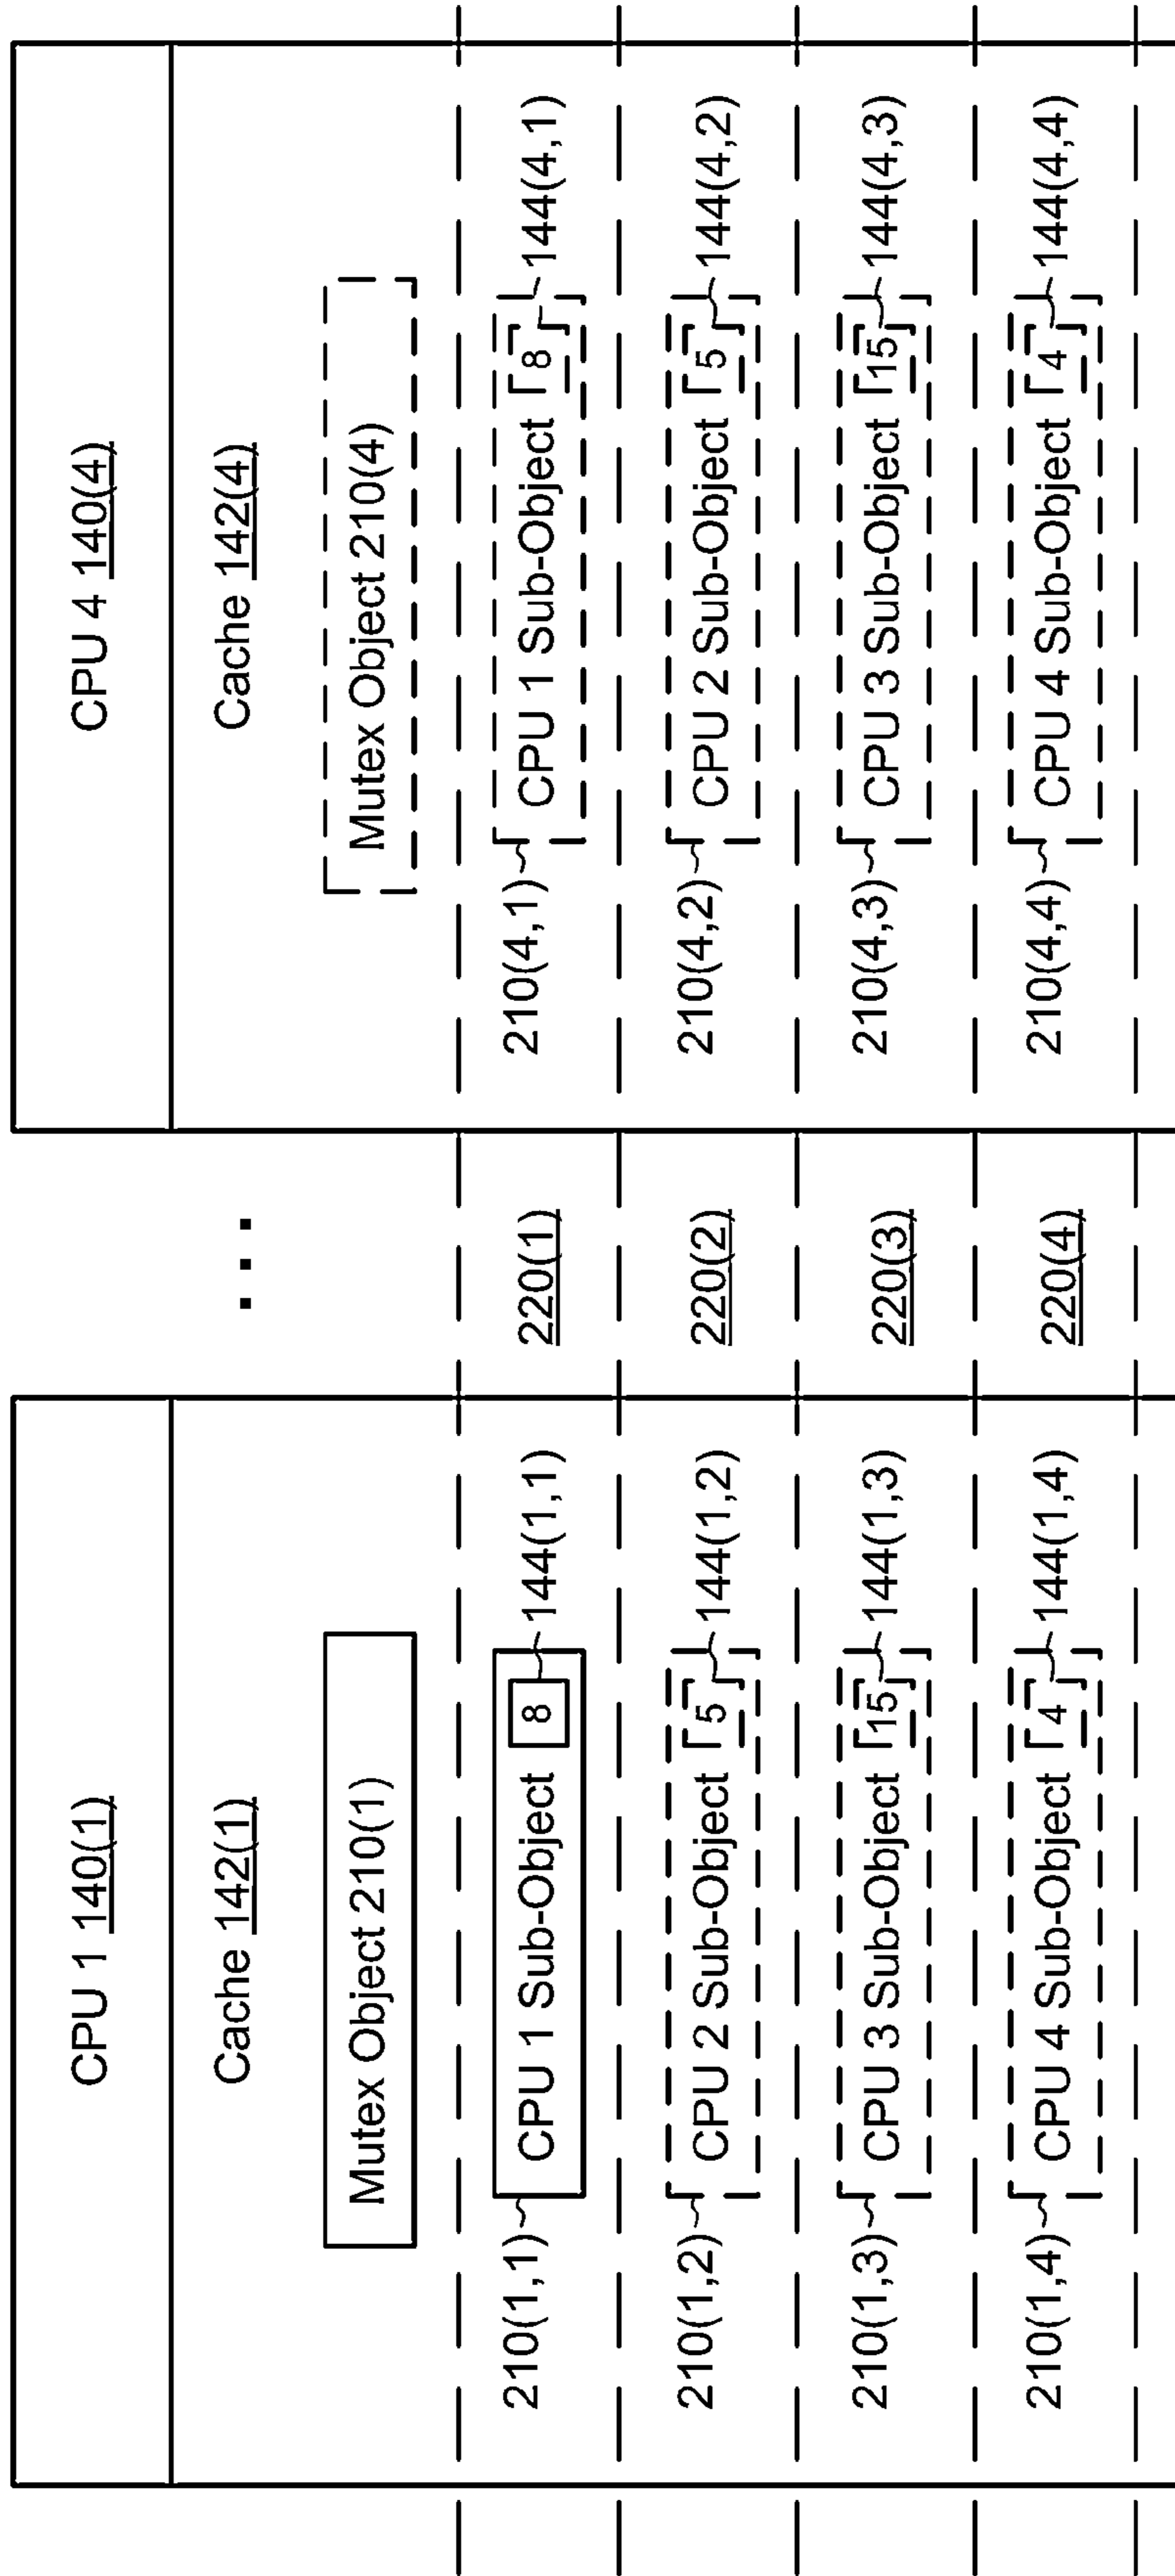 CPU 1 140(1)
CPU 4 140(4)
Cache 142(1)
. . .
Cache 142(4)
Mutex Object 210(1)
Mutex Object 210(4)
210(1,1) CPU 1 Sub-Object 8 144(1,1)
220(1)
210(4,1) CPU 1 Sub-Object 8 144(4,1)
210(1,2) CPU 2 Sub-Object 5 144(1,2)
220(2)
210(4,2) CPU 2 Sub-Object 5 144(4,2)
210(1,3) CPU 3 Sub-Object 15 144(1,3)
220(3)
210(4,3) CPU 3 Sub-Object 15 144(4,3)
210(1,4) CPU 4 Sub-Object 4 144(1,4)
220(4)
210(4,4) CPU 4 Sub-Object 4 144(4,4)